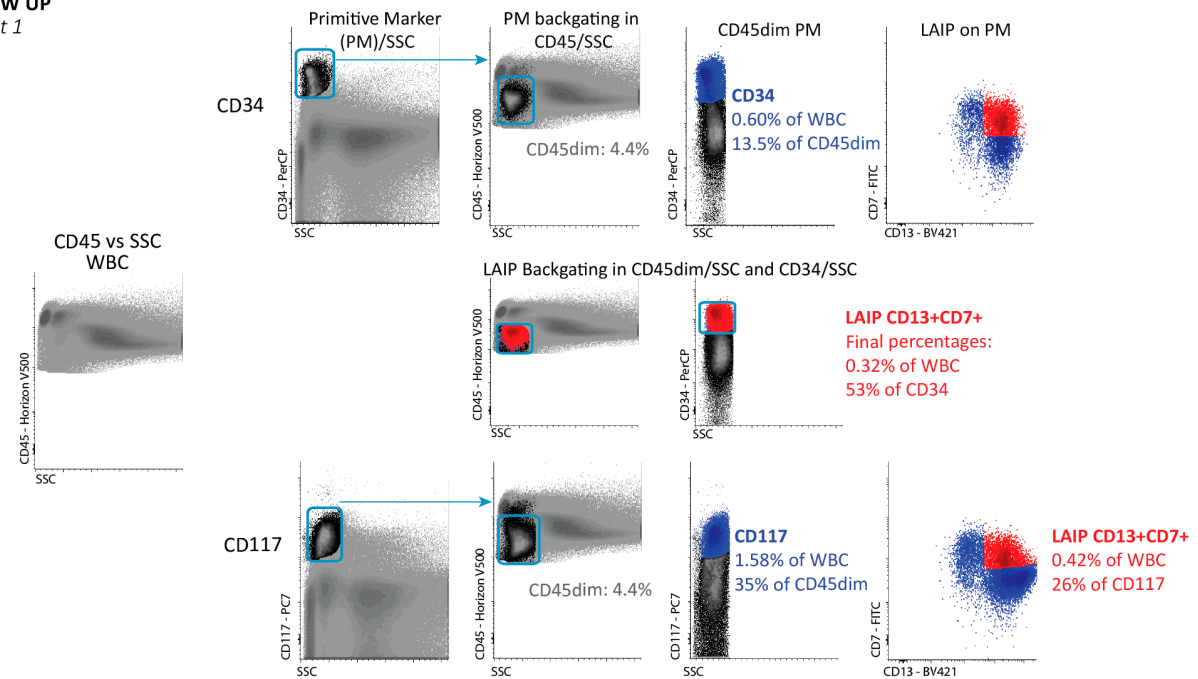 W UP
t 1
Primitive Marker
(PM)/SSC
PM backgating in
CD45/SSC
CD45dim PM
LAIP on PM
CD34
CD34 - PerCP
SSC
CD45 - Horizon V500
SSC
CD45dim: 4.4%
CD34 - PerCP
SSC
CD34
0.60% of WBC
13.5% of CD45dim
CD7 - FITC
CD13 - BV421
CD45 vs SSC
WBC
CD45 - Horizon V500
SSC
LAIP Backgating in CD45dim/SSC and CD34/SSC
CD45 - Horizon V500
SSC
CD34 - PerCP
SSC
LAIP CD13+CD7+
Final percentages:
0.32% of WBC
53% of CD34
CD117
CD117 - PC7
SSC
CD45 - Horizon V500
SSC
CD45dim: 4.4%
CD117 - PC7
SSC
CD117
1.58% of WBC
35% of CD45dim
CD7 - FITC
CD13 - BV421
LAIP CD13+CD7+
0.42% of WBC
26% of CD117